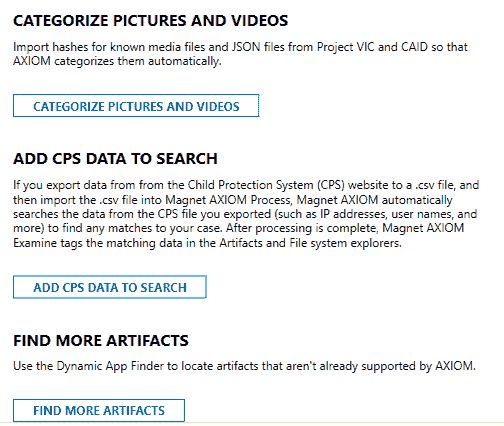 CATEGORIZE PICTURES AND VIDEOS
Import hashes for known media files and JSON files from Project VIC and CAID so that
AXIOM categorizes them automatically.
CATEGORIZE PICTURES AND VIDEOS
ADD CPS DATA TO SEARCH
If you export data from from the Child Protection System (CPS) website to a .csv file, and
then import the .csv file into Magnet AXIOM Process, Magnet AXIOM automatically
searches the data from the CPS file you exported (such as IP addresses, user names, and
more) to find any matches to your case. After processing is complete, Magnet AXIOM
Examine tags the matching data in the Artifacts and File system explorers.
ADD CPS DATA TO SEARCH
FIND MORE ARTIFACTS
Use the Dynamic App Finder to locate artifacts that aren't already supported by AXIOM.
FIND MORE ARTIFACTS